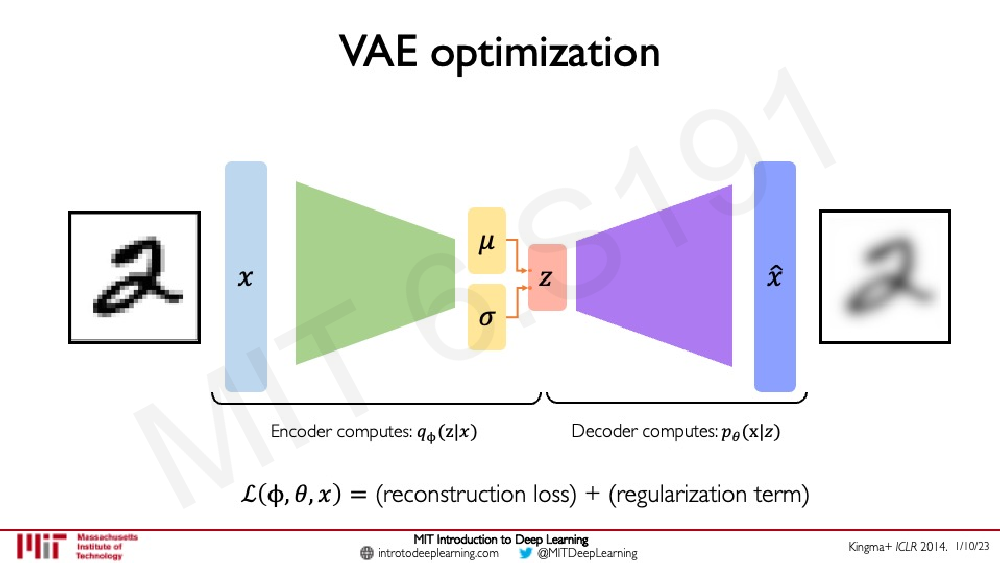 VAE optimization
MIT 6.S191
x
μ
σ
z
x̂
Encoder computes: qϕ(z|x)
Decoder computes: pθ(x|z)
ℒ(ϕ, θ, x) = (reconstruction loss) + (regularization term)
MIT
Massachusetts
Institute of
Technology
MIT Introduction to Deep Learning
introtodeeplearning.com @MITDeepLearning
Kingma+ ICLR 2014. 1/10/23